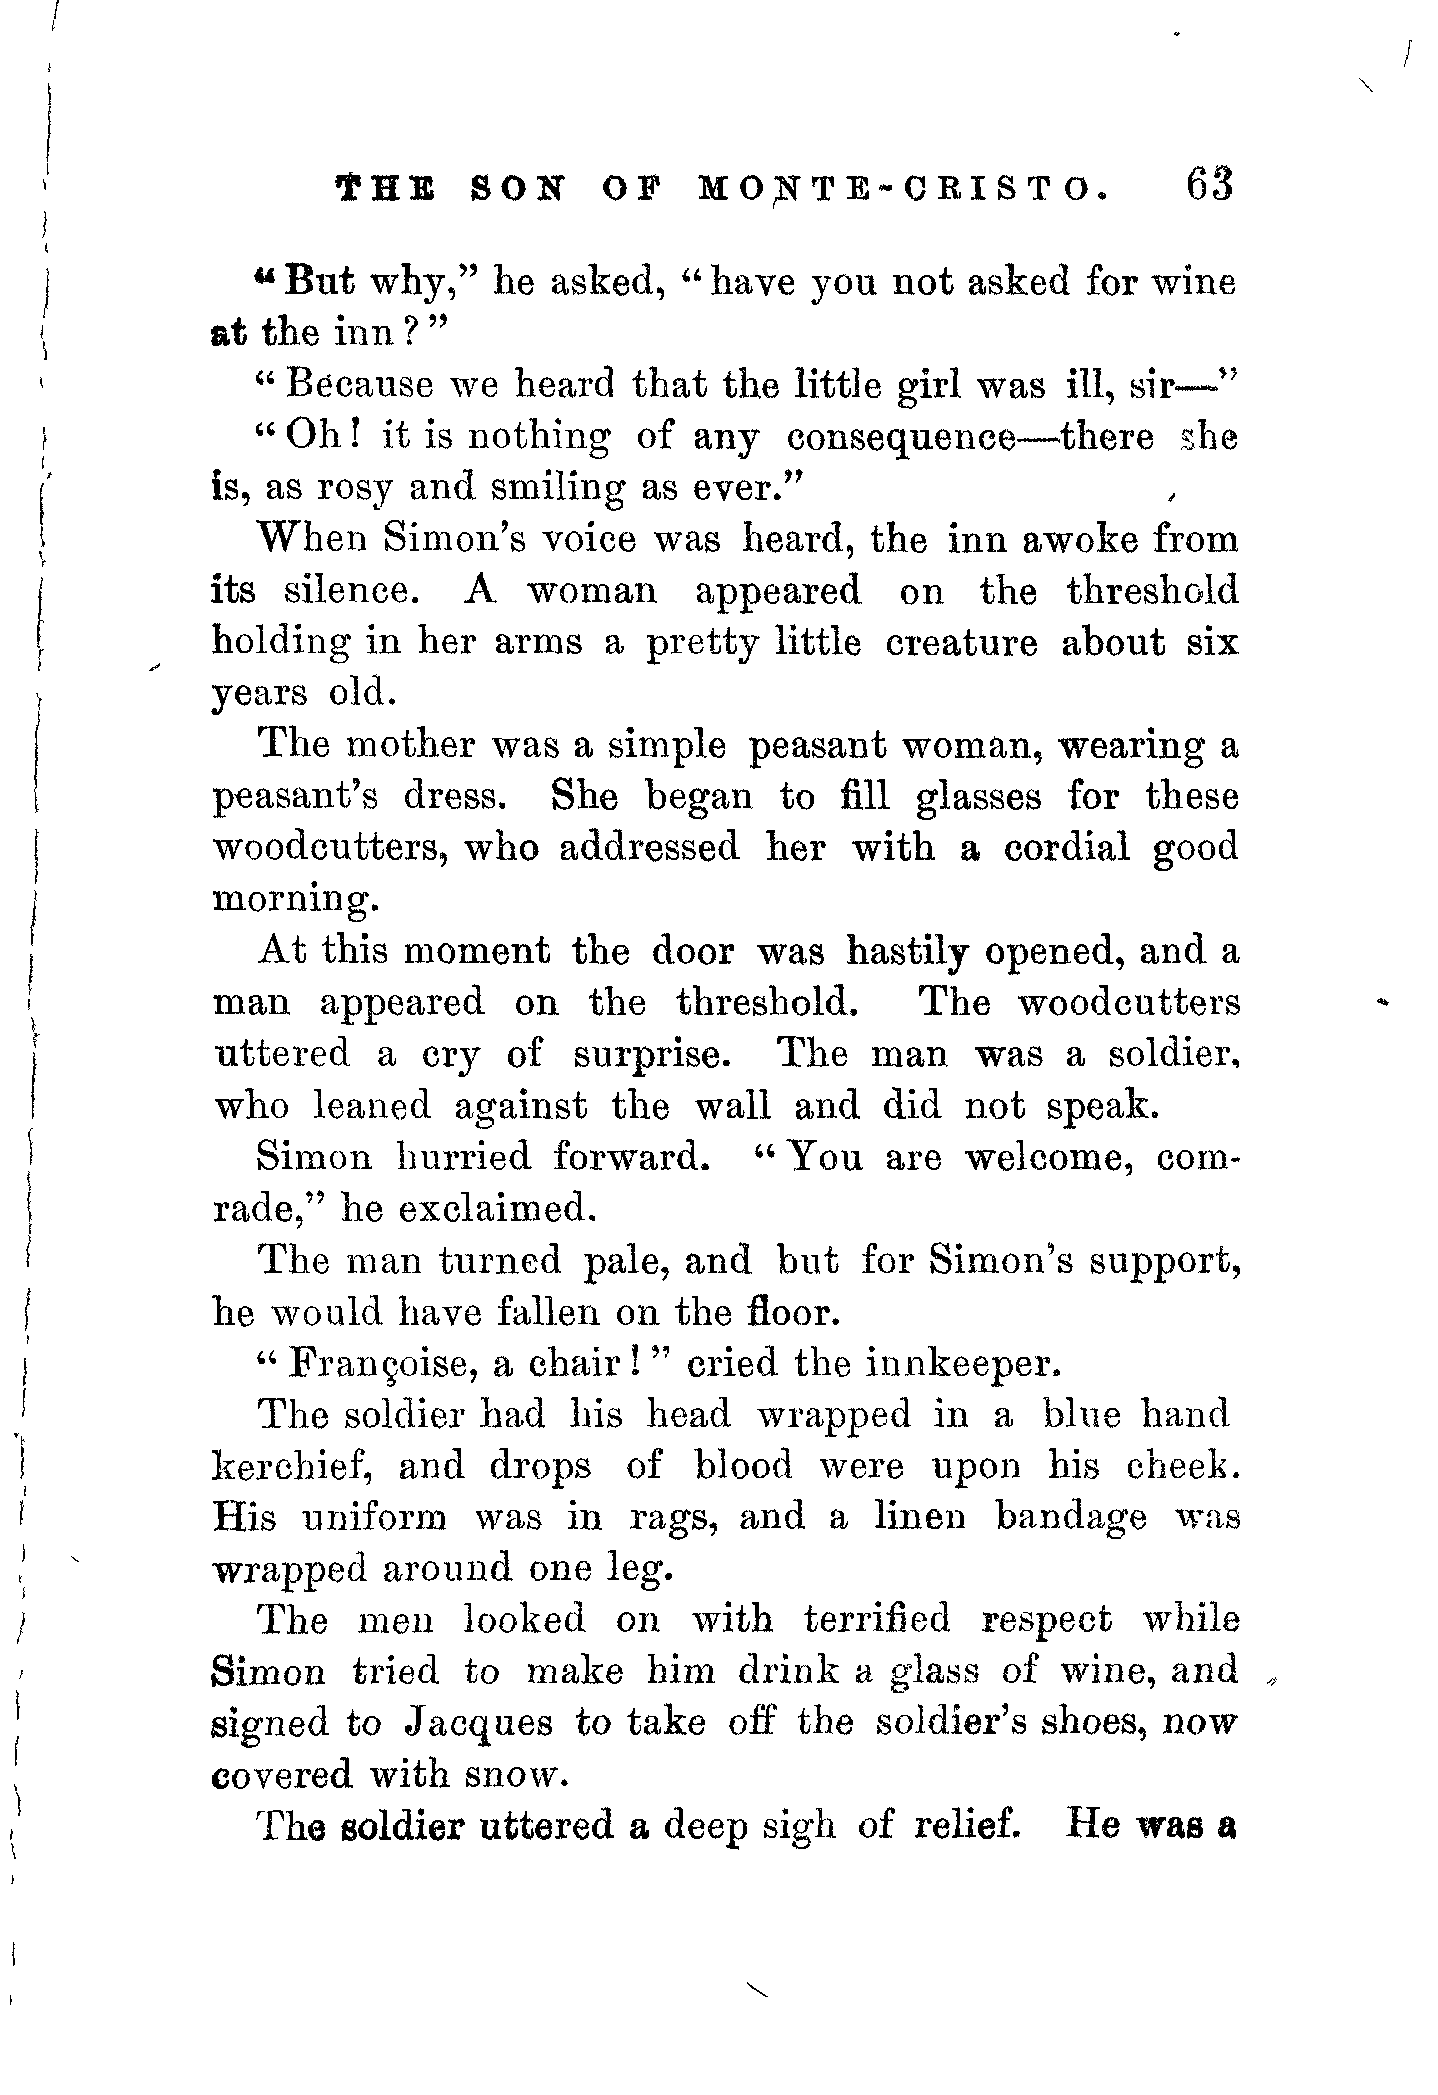 THE SON OF MONTE-CRISTO. 63
“But why,” he asked, “have you not asked for wine
at the inn?”
“Because we heard that the little girl was ill, sir—”
“Oh! it is nothing of any consequence—there she
is, as rosy and smiling as ever.”
When Simon’s voice was heard, the inn awoke from
its silence. A woman appeared on the threshold
holding in her arms a pretty little creature about six
years old.
The mother was a simple peasant woman, wearing a
peasant’s dress. She began to fill glasses for these
woodcutters, who addressed her with a cordial good
morning.
At this moment the door was hastily opened, and a
man appeared on the threshold. The woodcutters
uttered a cry of surprise. The man was a soldier,
who leaned against the wall and did not speak.
Simon hurried forward. “You are welcome, com-
rade,” he exclaimed.
The man turned pale, and but for Simon’s support,
he would have fallen on the floor.
“Françoise, a chair!” cried the innkeeper.
The soldier had his head wrapped in a blue hand
kerchief, and drops of blood were upon his cheek.
His uniform was in rags, and a linen bandage was
wrapped around one leg.
The men looked on with terrified respect while
Simon tried to make him drink a glass of wine, and
signed to Jacques to take off the soldier’s shoes, now
covered with snow.
The soldier uttered a deep sigh of relief. He was a